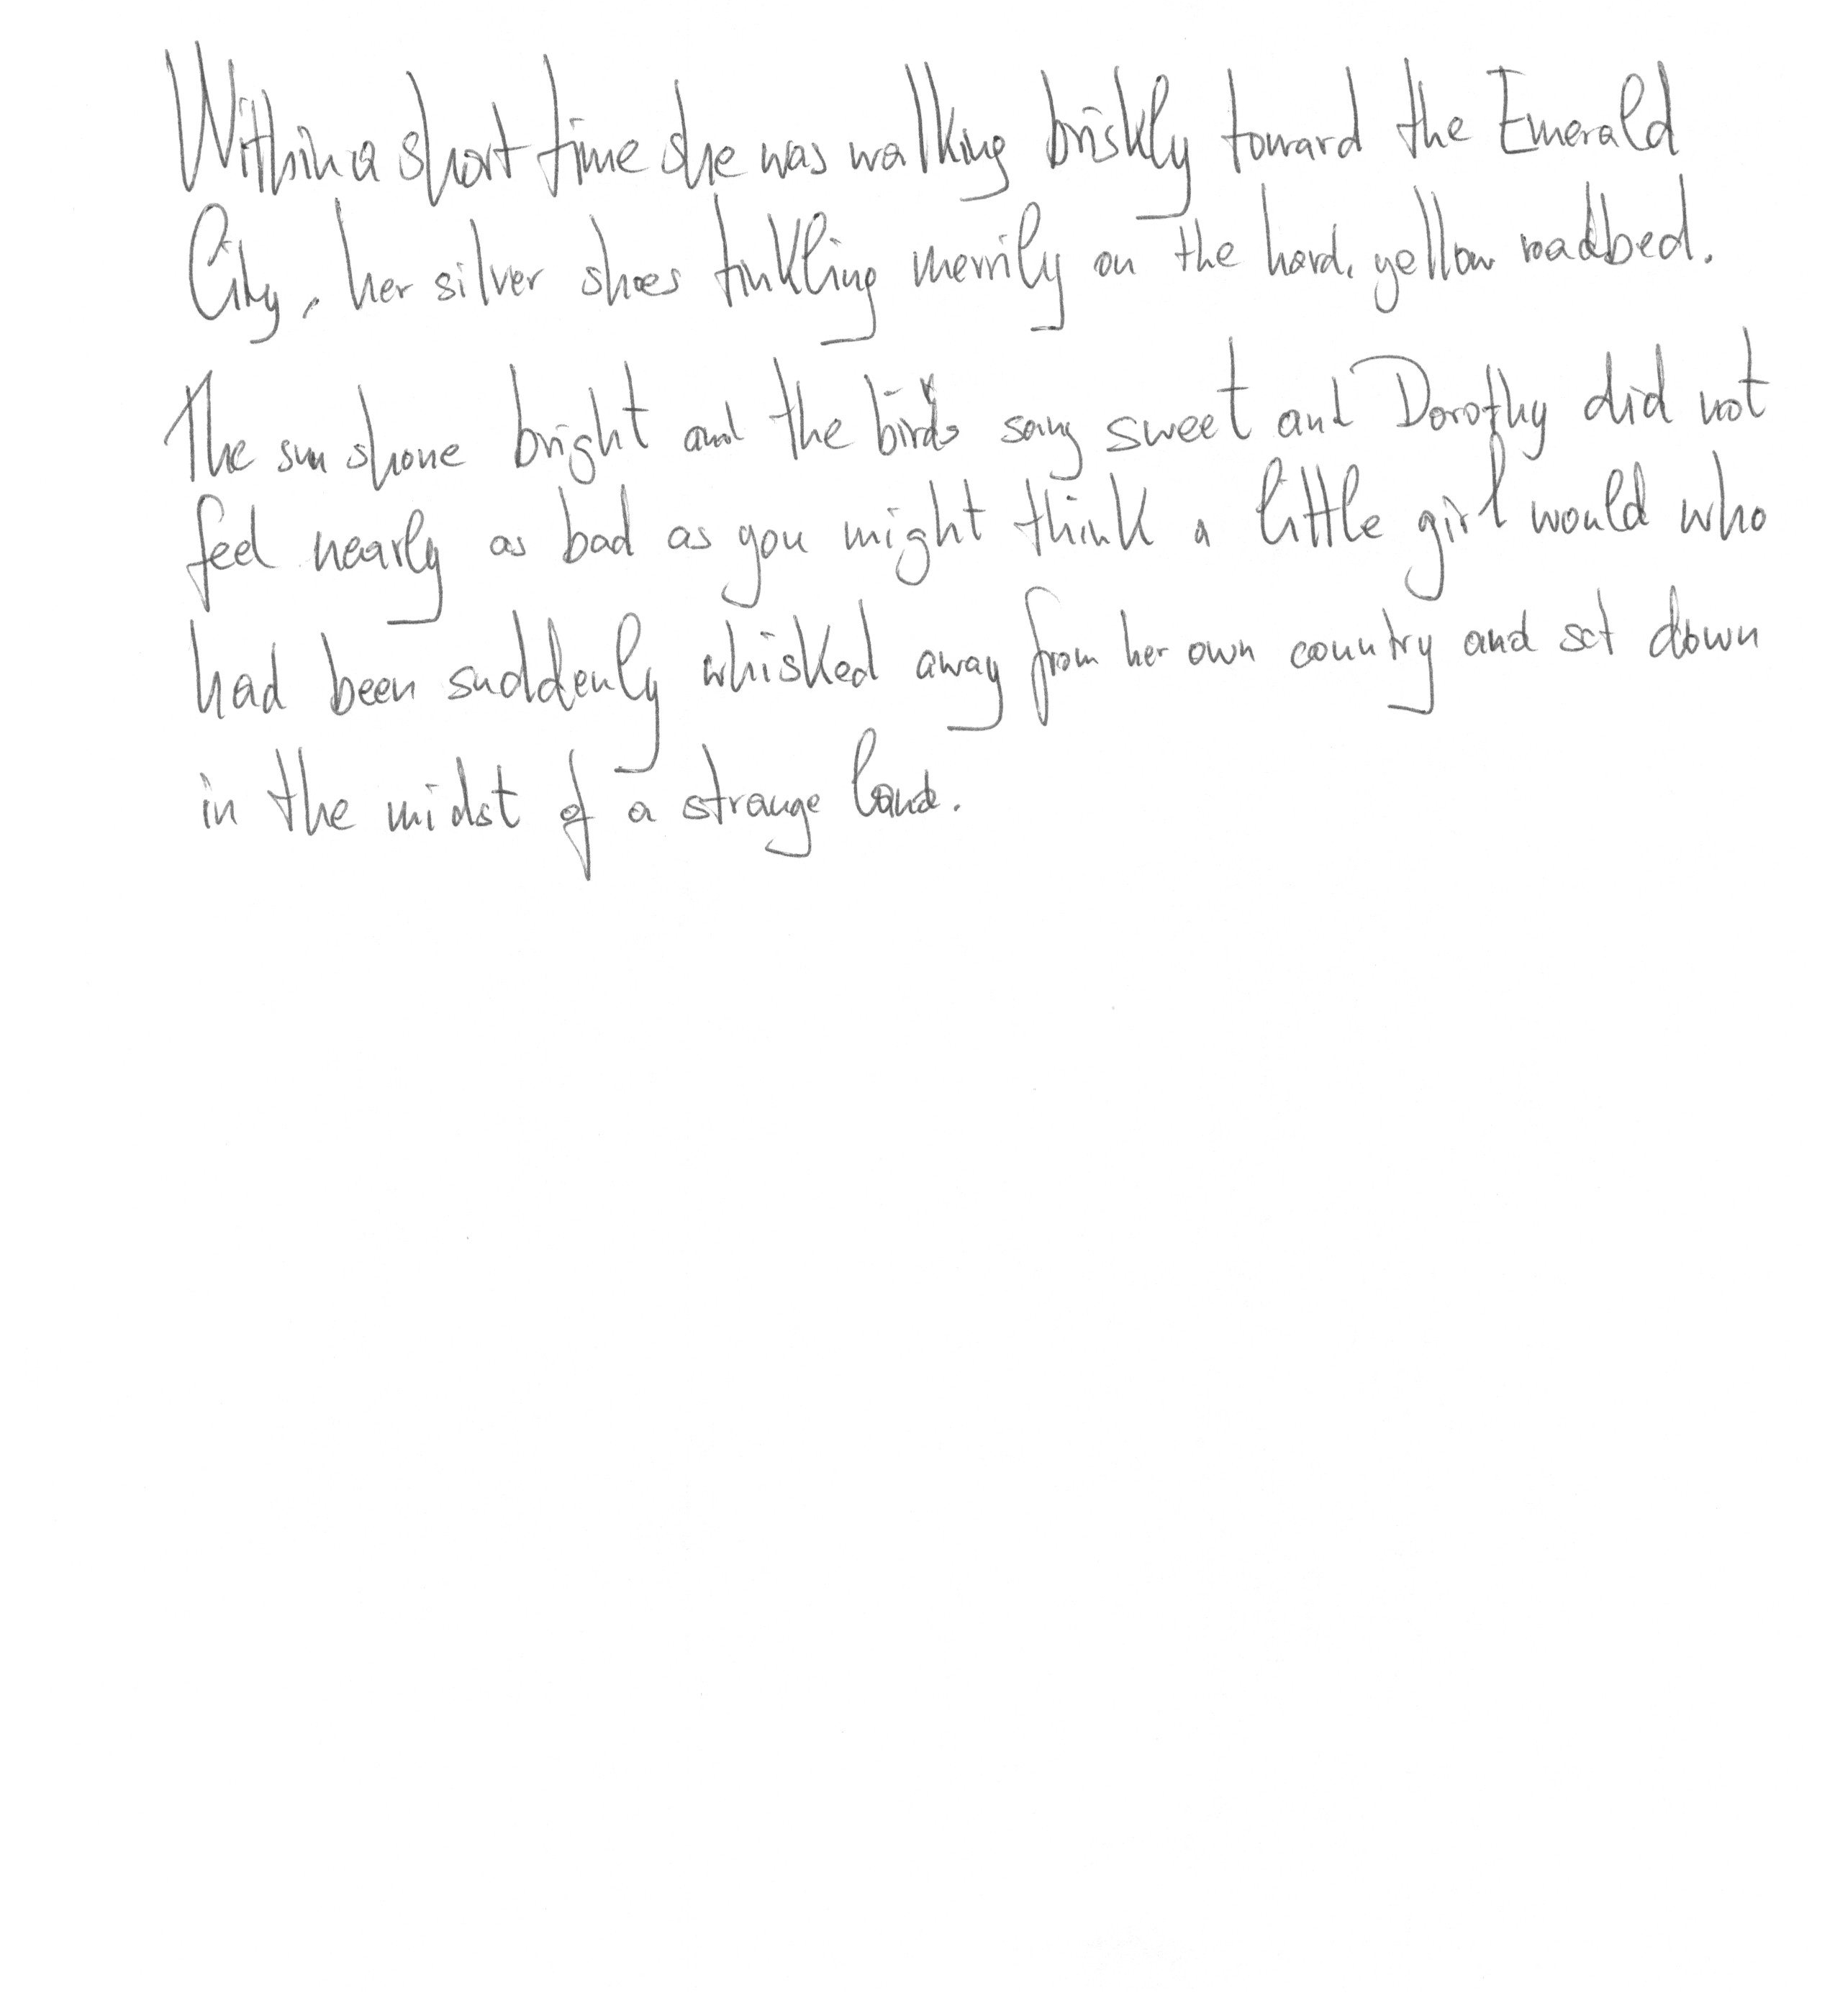 Within a short time she was walking briskly toward the Emerald
City, her silver shoes tinkling merrily on the hard, yellow roadbed.
The sun shone bright and the birds sang sweet and Dorothy did not
feel nearly as bad as you might think a little girl would who
had been suddenly whisked away from her own country and set down
in the midst of a strange land.